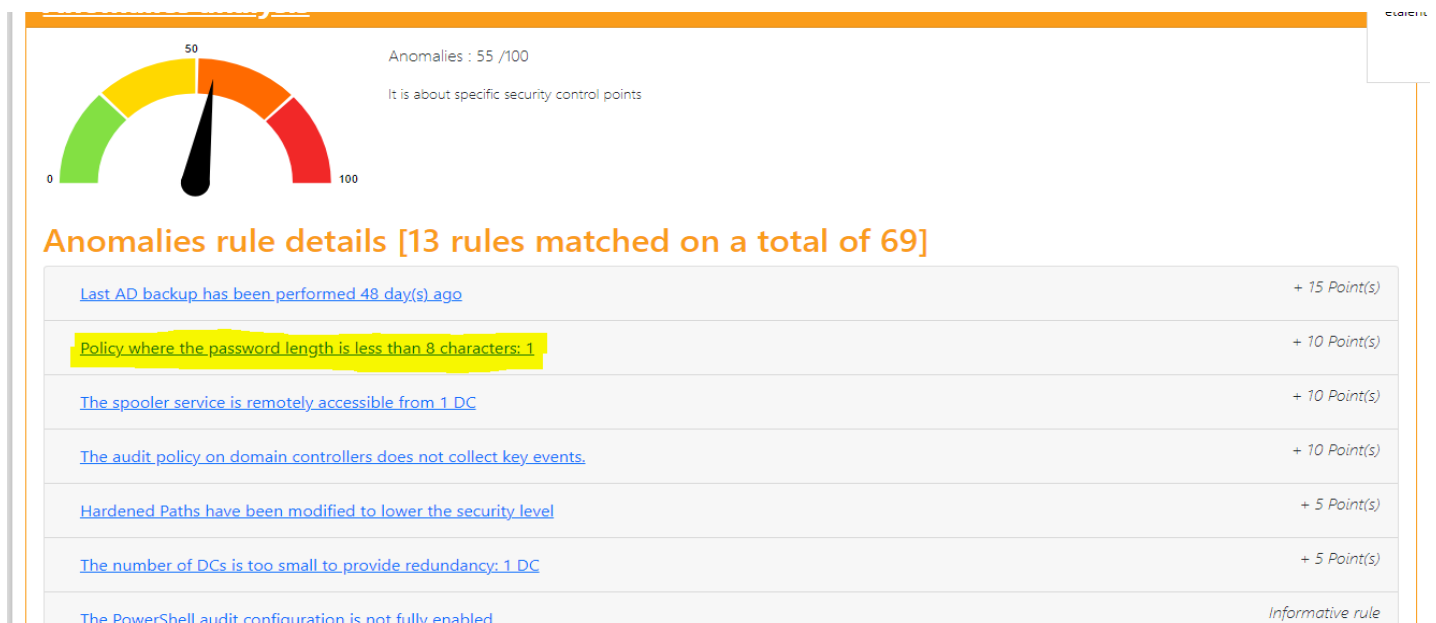 etaient
50
Anomalies : 55 /100
It is about specific security control points
0
100
Anomalies rule details [13 rules matched on a total of 69]
Last AD backup has been performed 48 day(s) ago
+ 15 Point(s)
Policy where the password length is less than 8 characters: 1
+ 10 Point(s)
The spooler service is remotely accessible from 1 DC
+ 10 Point(s)
The audit policy on domain controllers does not collect key events.
+ 10 Point(s)
Hardened Paths have been modified to lower the security level
+ 5 Point(s)
The number of DCs is too small to provide redundancy: 1 DC
+ 5 Point(s)
The PowerShell audit configuration is not fully enabled
Informative rule